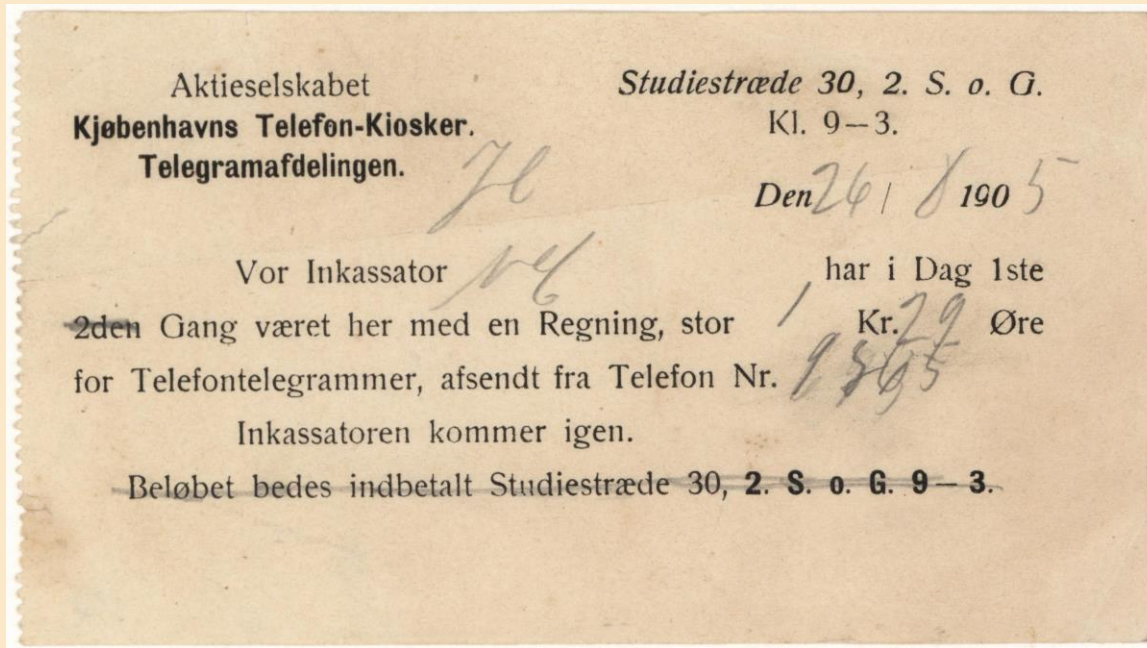 Aktieselskabet
Kjøbenhavns Telefon-Kiosker.
Telegramafdelingen.
Studiestræde 30, 2. S. o. G.
Kl. 9—3.
Den 26/8 1905
Vor Inkassator har i Dag 1ste
2den Gang været her med en Regning, stor 1 Kr. 29 Øre
for Telefontelegrammer, afsendt fra Telefon Nr.
Inkassatoren kommer igen.
Beløbet bedes indbetalt Studiestræde 30, 2. S. o. G. 9—3.